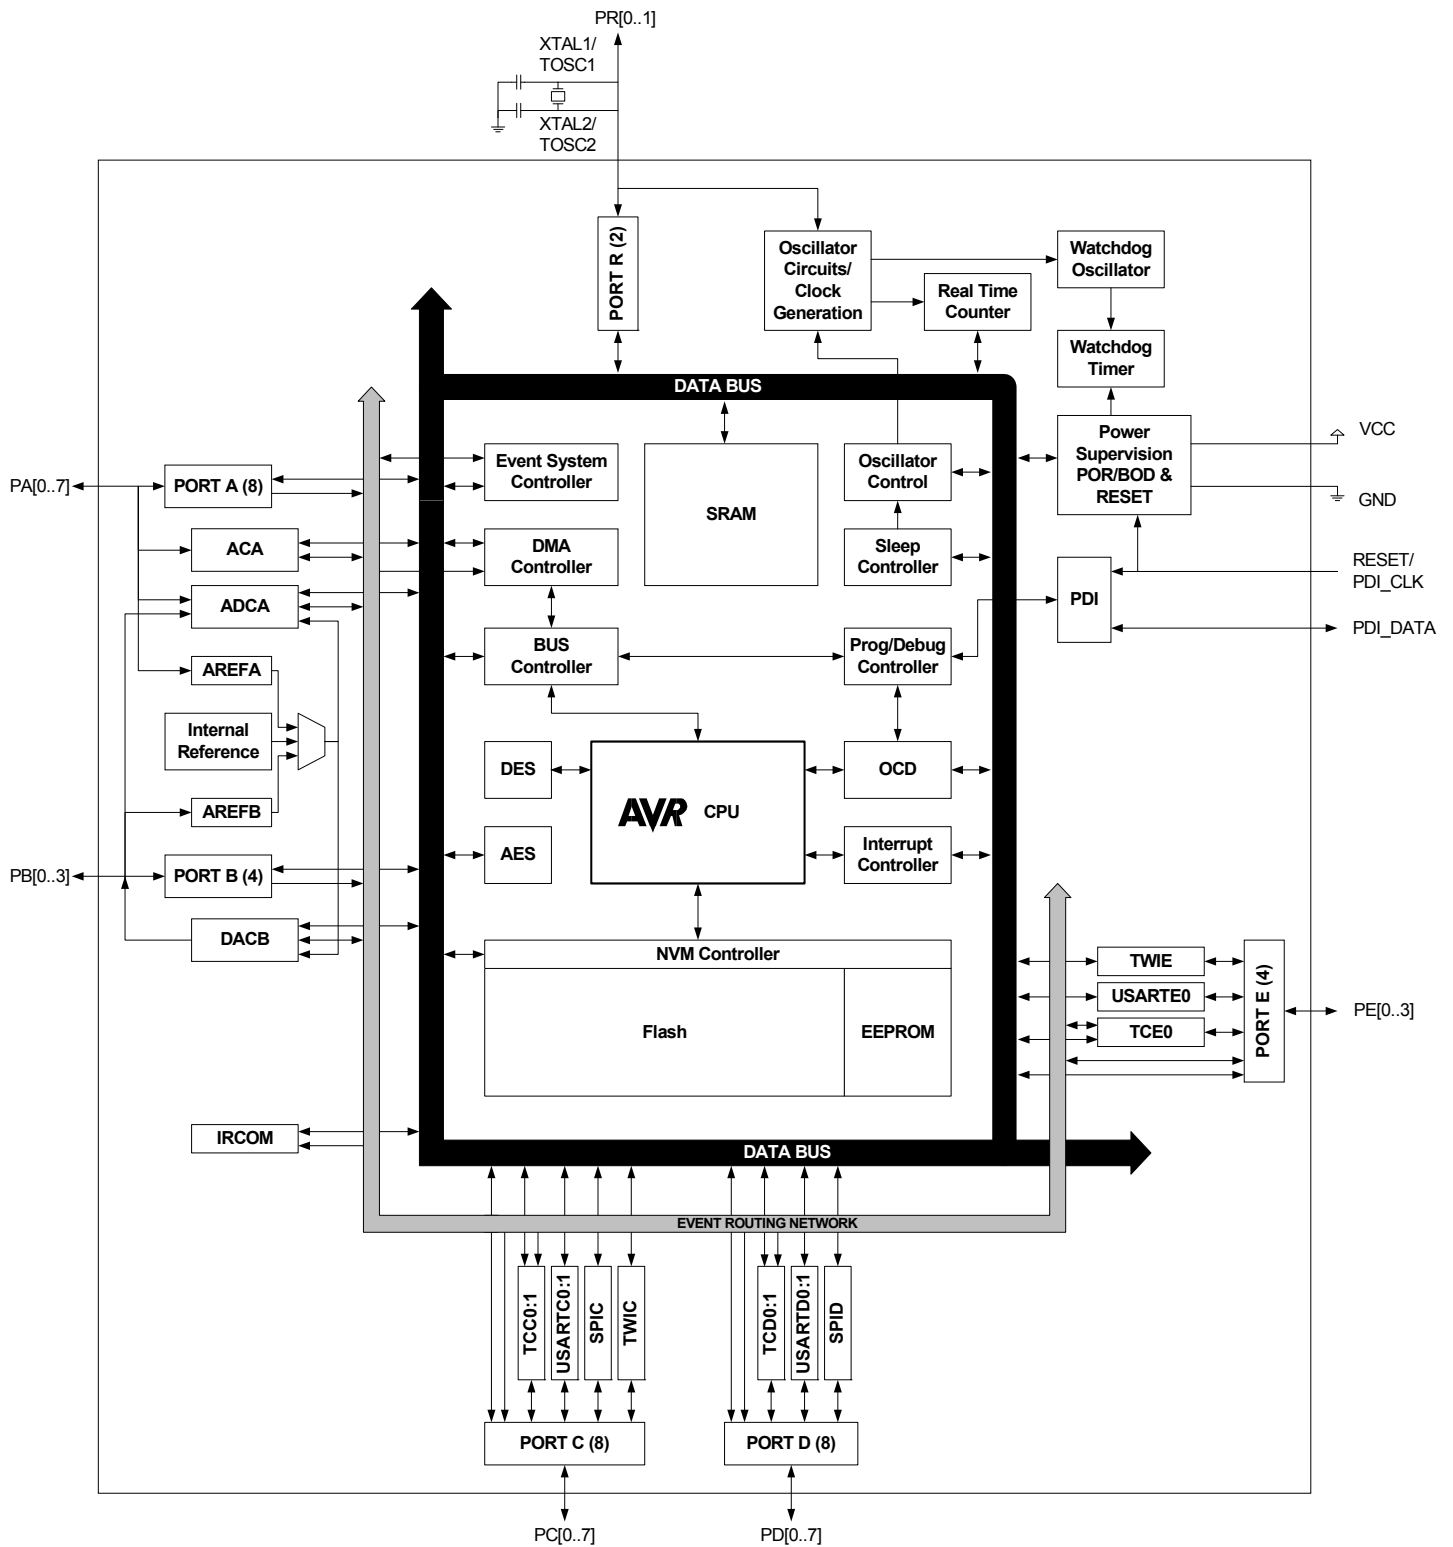 PR[0..1]
XTAL1/
TOSC1
XTAL2/
TOSC2
PORT R (2)
Oscillator
Circuits/
Clock
Generation
Real Time
Counter
Watchdog
Oscillator
Watchdog
Timer
DATA BUS
Power
Supervision
POR/BOD &
RESET
VCC
GND
RESET/
PDI_CLK
PDI_DATA
PDI
PA[0..7]
PORT A (8)
ACA
ADCA
AREFA
Internal
Reference
AREFB
PB[0..3]
PORT B (4)
DACB
IRCOM
Event System
Controller
DMA
Controller
BUS
Controller
SRAM
Oscillator
Control
Sleep
Controller
Prog/Debug
Controller
DES
AES
AVR CPU
OCD
Interrupt
Controller
NVM Controller
Flash
EEPROM
TWIE
USARTE0
TCE0
PORT E (4)
PE[0..3]
DATA BUS
EVENT ROUTING NETWORK
TCC0:1
USARTC0:1
SPIC
TWIC
TCD0:1
USARTD0:1
SPID
PORT C (8)
PORT D (8)
PC[0..7]
PD[0..7]